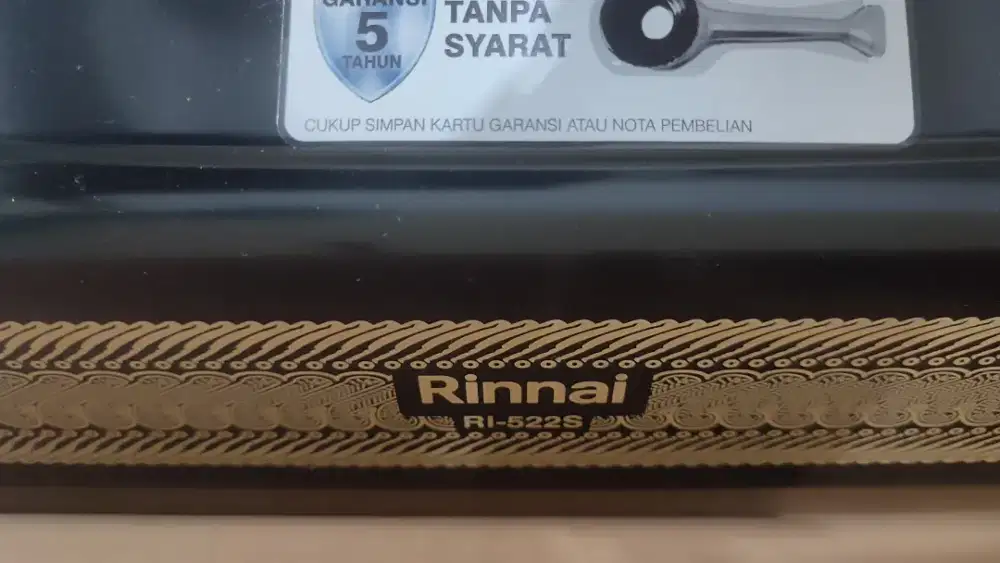 GARANSI
5
TAHUN
TANPA
SYARAT
CUKUP SIMPAN KARTU GARANSI ATAU NOTA PEMBELIAN
Rinnai
RI-522S